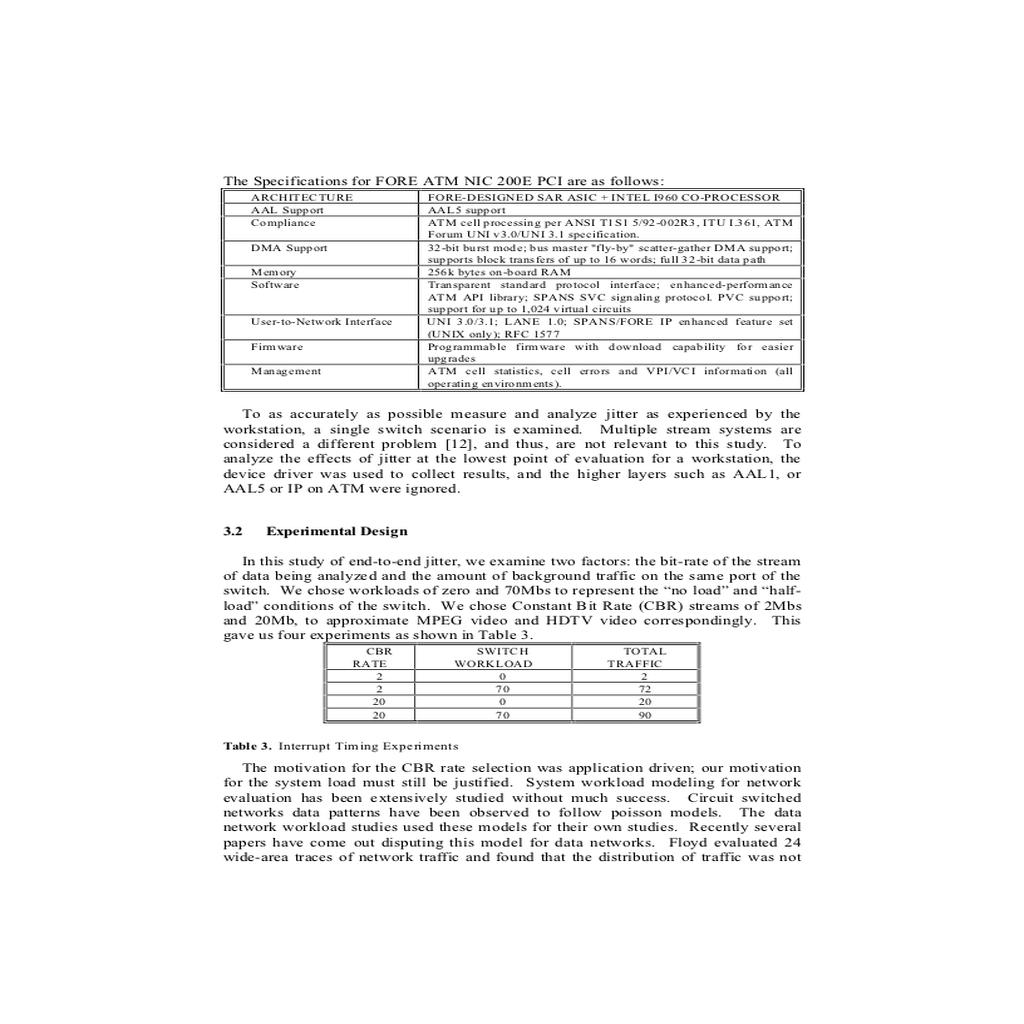 The Specifications for FORE ATM NIC 200E PCI are as follows:
ARCHITECTURE FORE-DESIGNED SAR ASIC + INTEL I960 CO-PROCESSOR
AAL Support AAL5 support
Compliance ATM cell processing per ANSI T1S1 5/92-002R3, ITU I.361, ATM
Forum UNI v3.0/UNI 3.1 specification.
DMA Support 32-bit burst mode; bus master "fly-by" scatter-gather DMA support;
supports block transfers of up to 16 words; full 32-bit data path
Memory 256k bytes on-board RAM
Software Transparent standard protocol interface; enhanced-performance
ATM API library; SPANS SVC signaling protocol. PVC support;
support for up to 1,024 virtual circuits
User-to-Network Interface UNI 3.0/3.1; LANE 1.0; SPANS/FORE IP enhanced feature set
(UNIX only); RFC 1577
Firmware Programmable firmware with download capability for easier
upgrades
Management ATM cell statistics, cell errors and VPI/VCI information (all
operating environments).
To as accurately as possible measure and analyze jitter as experienced by the
workstation, a single switch scenario is examined. Multiple stream systems are
considered a different problem [12], and thus, are not relevant to this study. To
analyze the effects of jitter at the lowest point of evaluation for a workstation, the
device driver was used to collect results, and the higher layers such as AAL1, or
AAL5 or IP on ATM were ignored.
3.2 Experimental Design
In this study of end-to-end jitter, we examine two factors: the bit-rate of the stream
of data being analyzed and the amount of background traffic on the same port of the
switch. We chose workloads of zero and 70Mbs to represent the “no load” and “half-
load” conditions of the switch. We chose Constant Bit Rate (CBR) streams of 2Mbs
and 20Mb, to approximate MPEG video and HDTV video correspondingly. This
gave us four experiments as shown in Table 3.
CBR SWITCH TOTAL
RATE WORKLOAD TRAFFIC
2 0 2
2 70 72
20 0 20
20 70 90
Table 3. Interrupt Timing Experiments
The motivation for the CBR rate selection was application driven; our motivation
for the system load must still be justified. System workload modeling for network
evaluation has been extensively studied without much success. Circuit switched
networks data patterns have been observed to follow poisson models. The data
network workload studies used these models for their own studies. Recently several
papers have come out disputing this model for data networks. Floyd evaluated 24
wide-area traces of network traffic and found that the distribution of traffic was not